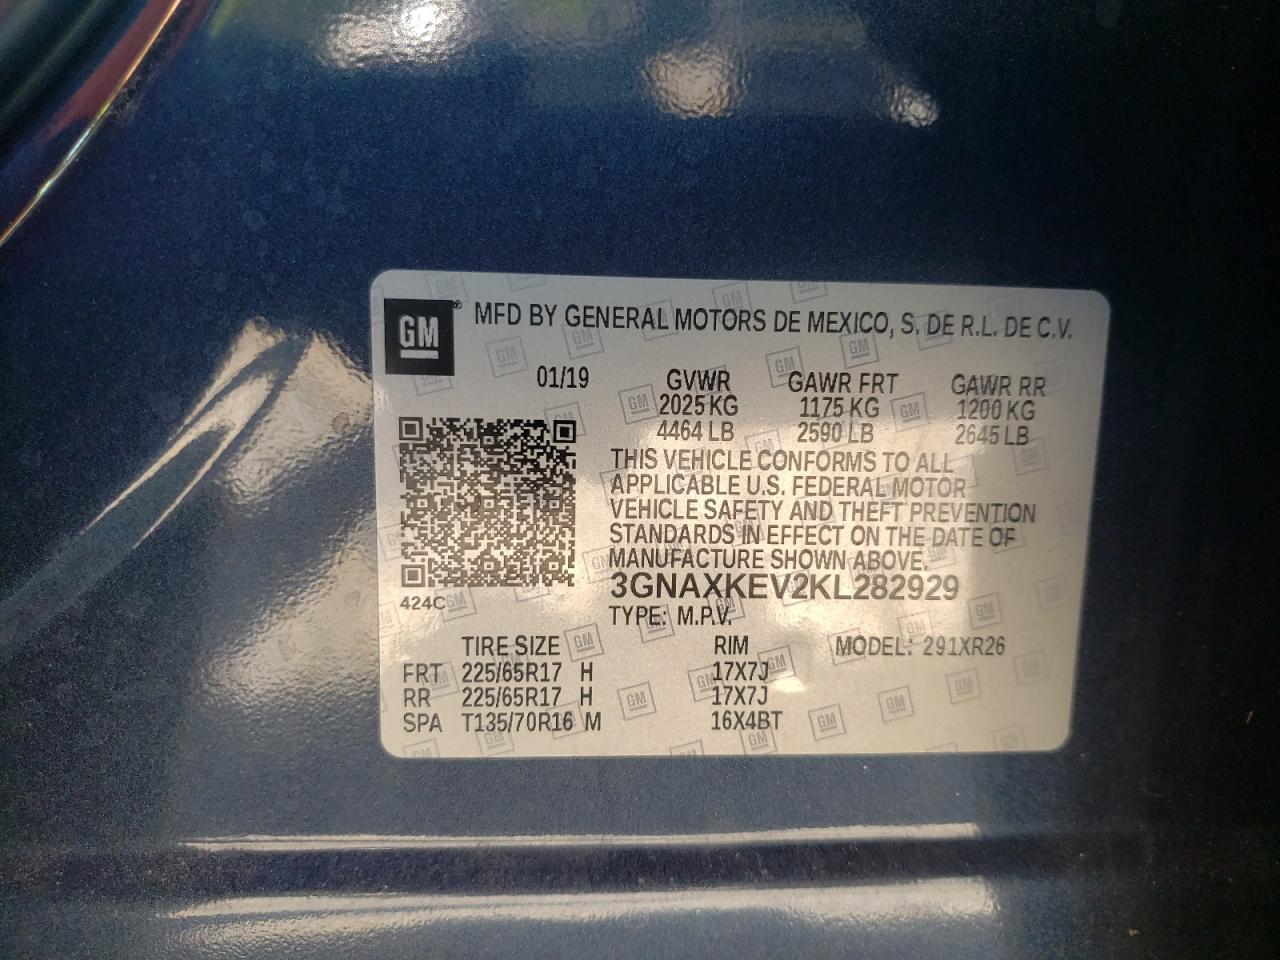 GM ® MFD BY GENERAL MOTORS DE MEXICO, S. DE R.L. DE C.V.
01/19 GVWR GAWR FRT GAWR RR
2025 KG 1175 KG 1200 KG
4464 LB 2590 LB 2645 LB
THIS VEHICLE CONFORMS TO ALL
APPLICABLE U.S. FEDERAL MOTOR
VEHICLE SAFETY AND THEFT PREVENTION
STANDARDS IN EFFECT ON THE DATE OF
MANUFACTURE SHOWN ABOVE.
3GNAXKEV2KL282929
424C
TYPE: M.P.V.
TIRE SIZE RIM MODEL: 291XR26
FRT 225/65R17 H 17X7J
RR 225/65R17 H 17X7J
SPA T135/70R16 M 16X4BT